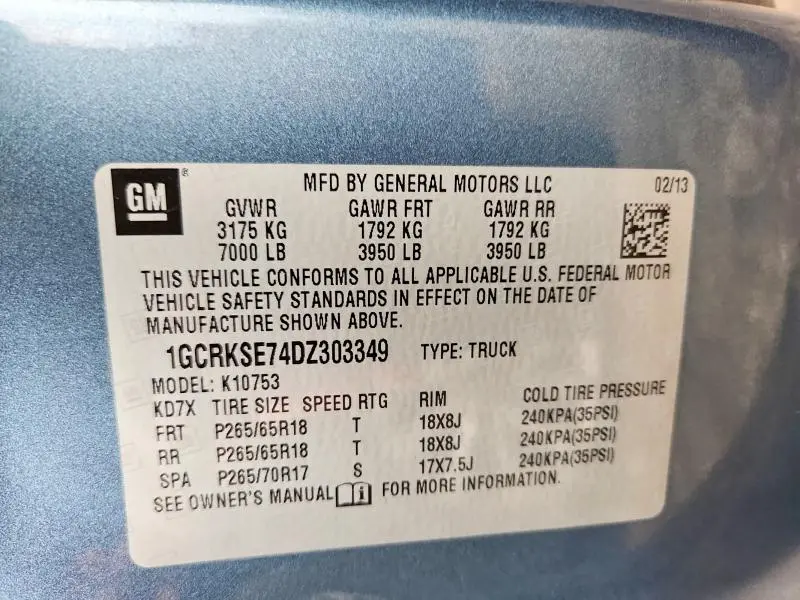 GM ®
MFD BY GENERAL MOTORS LLC 02/13
GVWR GAWR FRT GAWR RR
3175 KG 1792 KG 1792 KG
7000 LB 3950 LB 3950 LB
THIS VEHICLE CONFORMS TO ALL APPLICABLE U.S. FEDERAL MOTOR
VEHICLE SAFETY STANDARDS IN EFFECT ON THE DATE OF
MANUFACTURE SHOWN ABOVE.
1GCRKSE74DZ303349 TYPE: TRUCK
MODEL: K10753
KD7X TIRE SIZE SPEED RTG RIM COLD TIRE PRESSURE
FRT P265/65R18 T 18X8J 240KPA(35PSI)
RR P265/65R18 T 18X8J 240KPA(35PSI)
SPA P265/70R17 S 17X7.5J 240KPA(35PSI)
SEE OWNER'S MANUAL i FOR MORE INFORMATION.